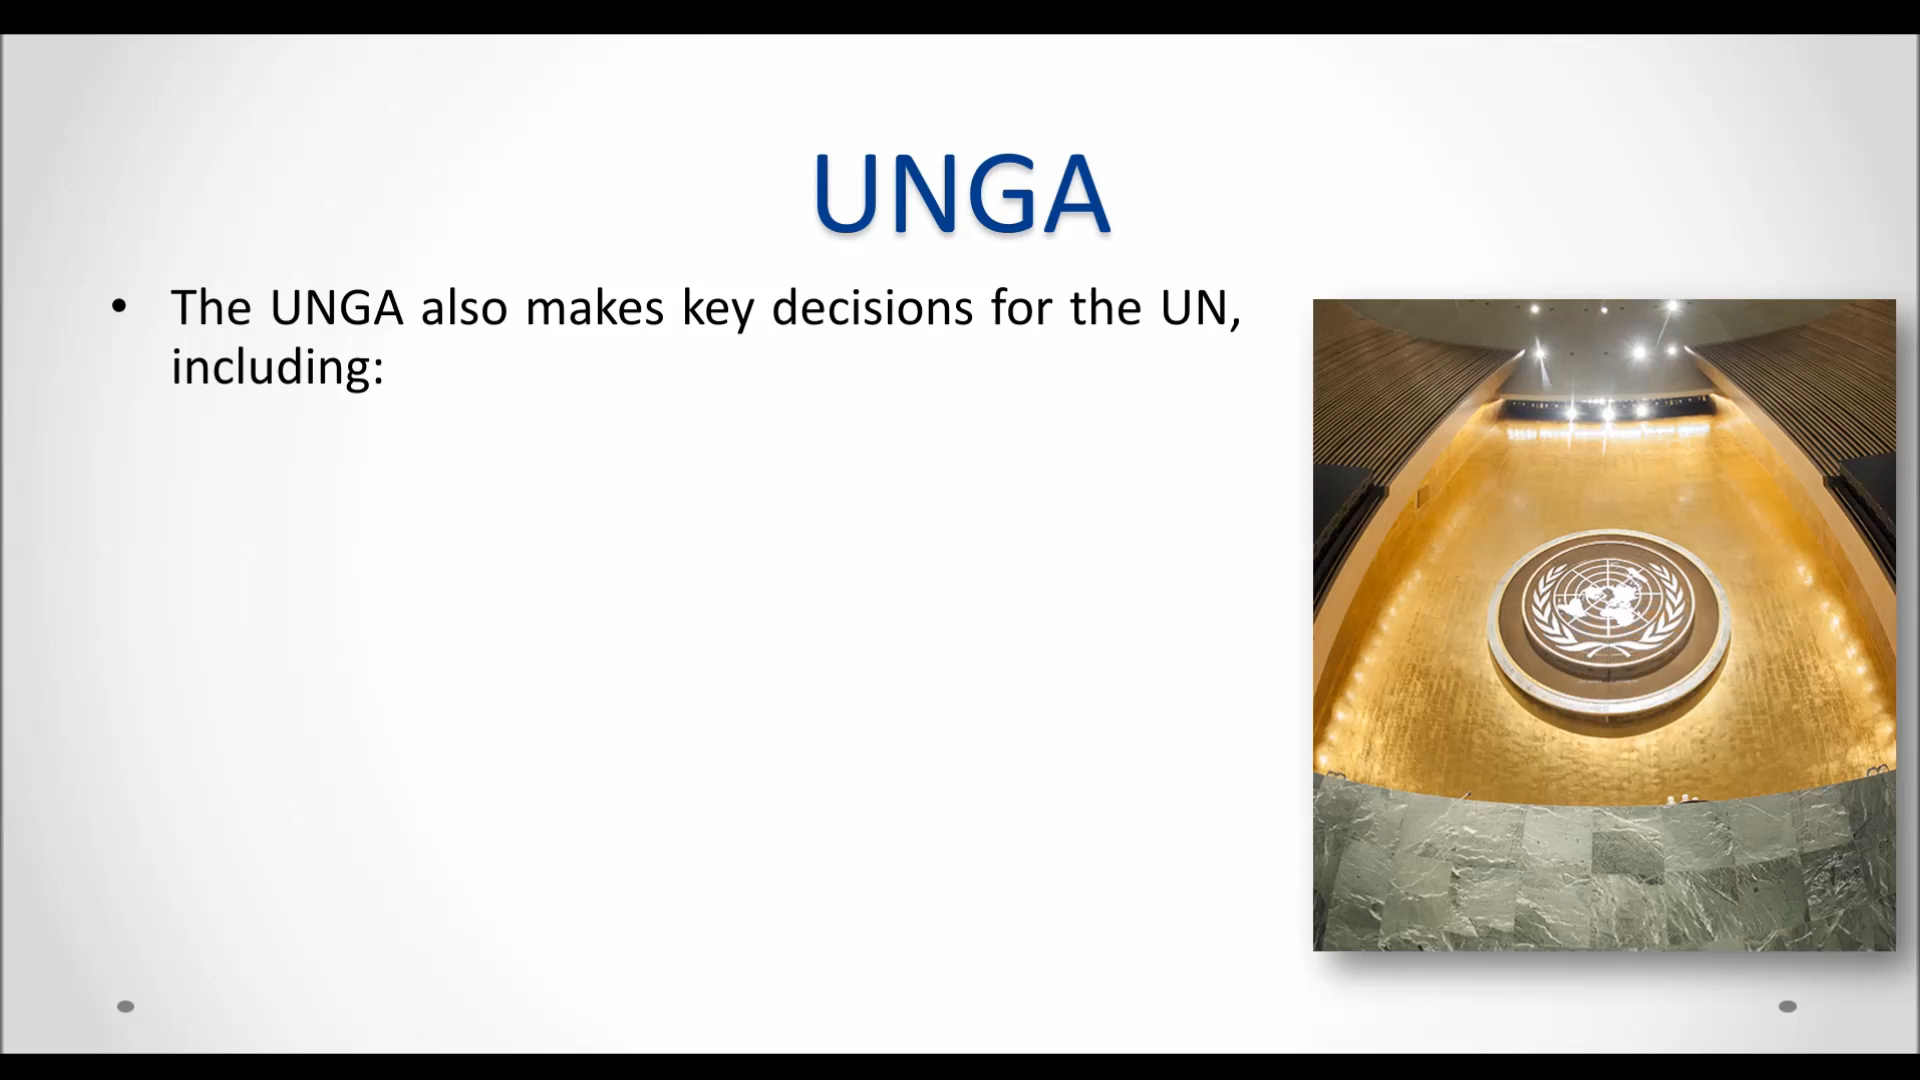 UNGA
• The UNGA also makes key decisions for the UN,
including: